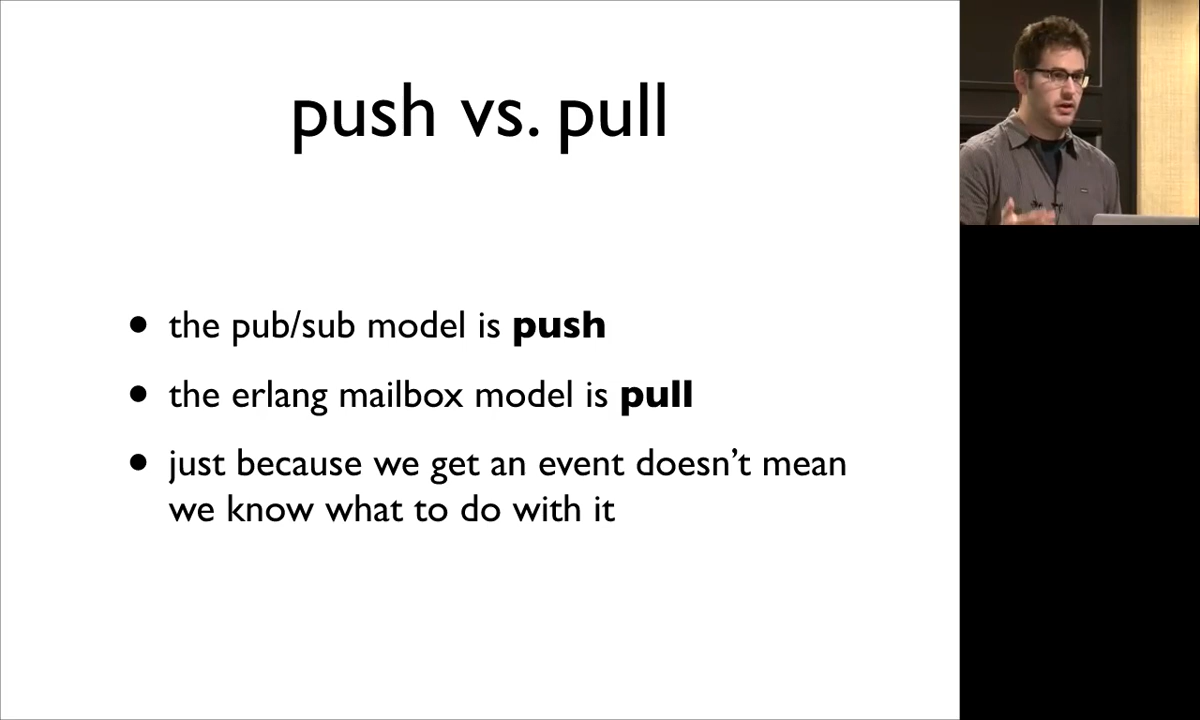 push vs. pull
• the pub/sub model is push
• the erlang mailbox model is pull
• just because we get an event doesn’t mean
we know what to do with it